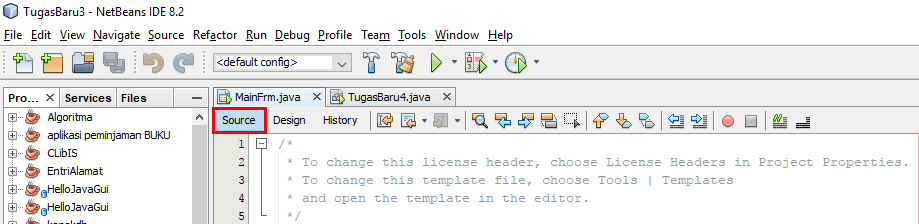 TugasBaru3 - NetBeans IDE 8.2
File Edit View Navigate Source Refactor Run Debug Profile Team Tools Window Help
<default config>
Pro... Services Files
MainFrm.java TugasBaru4.java
Source Design History
Algoritma
aplikasi peminjaman BUKU
CLibIS
EntriAlamat
HelloJavaGui
HelloJavaGui
1 /*
2 * To change this license header, choose License Headers in Project Properties.
3 * To change this template file, choose Tools | Templates
4 * and open the template in the editor.
5 */